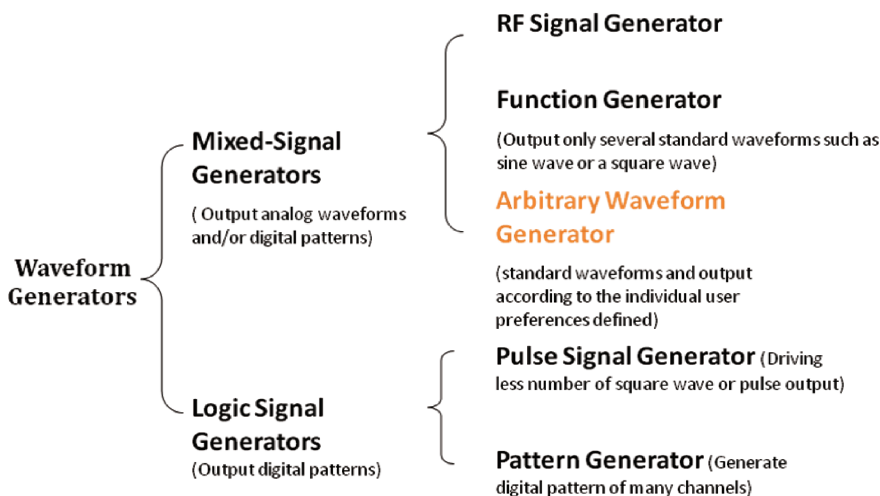 Waveform
Generators
Mixed-Signal
Generators
( Output analog waveforms
and/or digital patterns)
RF Signal Generator
Function Generator
(Output only several standard waveforms such as
sine wave or a square wave)
Arbitrary Waveform
Generator
(standard waveforms and output
according to the individual user
preferences defined)
Logic Signal
Generators
(Output digital patterns)
Pulse Signal Generator (Driving
less number of square wave or pulse output)
Pattern Generator (Generate
digital pattern of many channels)